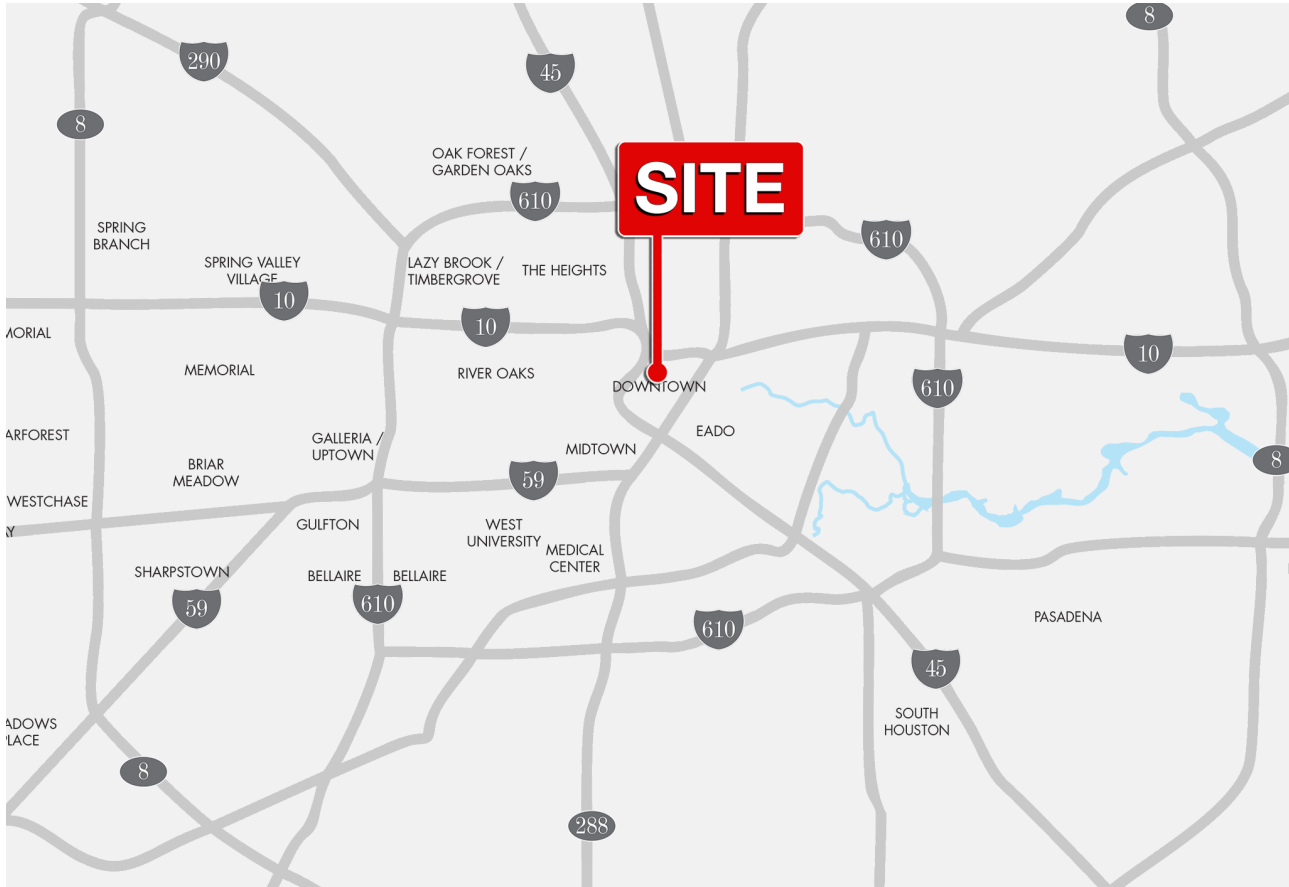 8
290
45
8
OAK FOREST /
GARDEN OAKS
SITE
610
SPRING
BRANCH
610
SPRING VALLEY
VILLAGE
LAZY BROOK /
TIMBERGROVE
THE HEIGHTS
10
10
MORIAL
10
MEMORIAL
RIVER OAKS
DOWNTOWN
610
ARFOREST
GALLERIA /
UPTOWN
MIDTOWN
EADO
8
BRIAR
MEADOW
59
WESTCHASE
GULFTON
WEST
UNIVERSITY
MEDICAL
CENTER
SHARPSTOWN
BELLAIRE
BELLAIRE
59
610
610
PASADENA
45
SOUTH
HOUSTON
ADOWS
PLACE
8
288